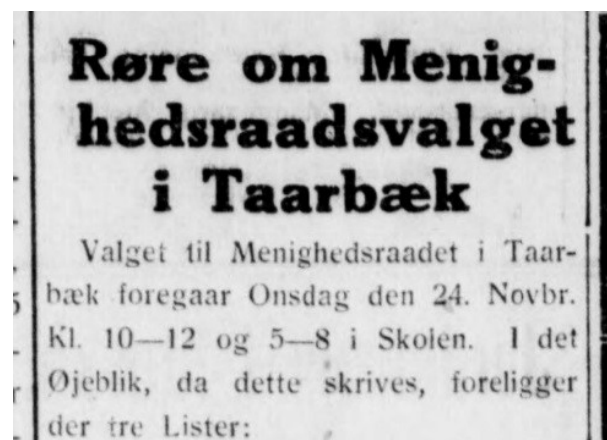 Røre om Menig-
hedsraadsvalget
i Taarbæk
Valget til Menighedsraadet i Taar-
bæk foregaar Onsdag den 24. Novbr.
Kl. 10—12 og 5—8 i Skolen. I det
Øjeblik, da dette skrives, foreligger
der tre Lister: